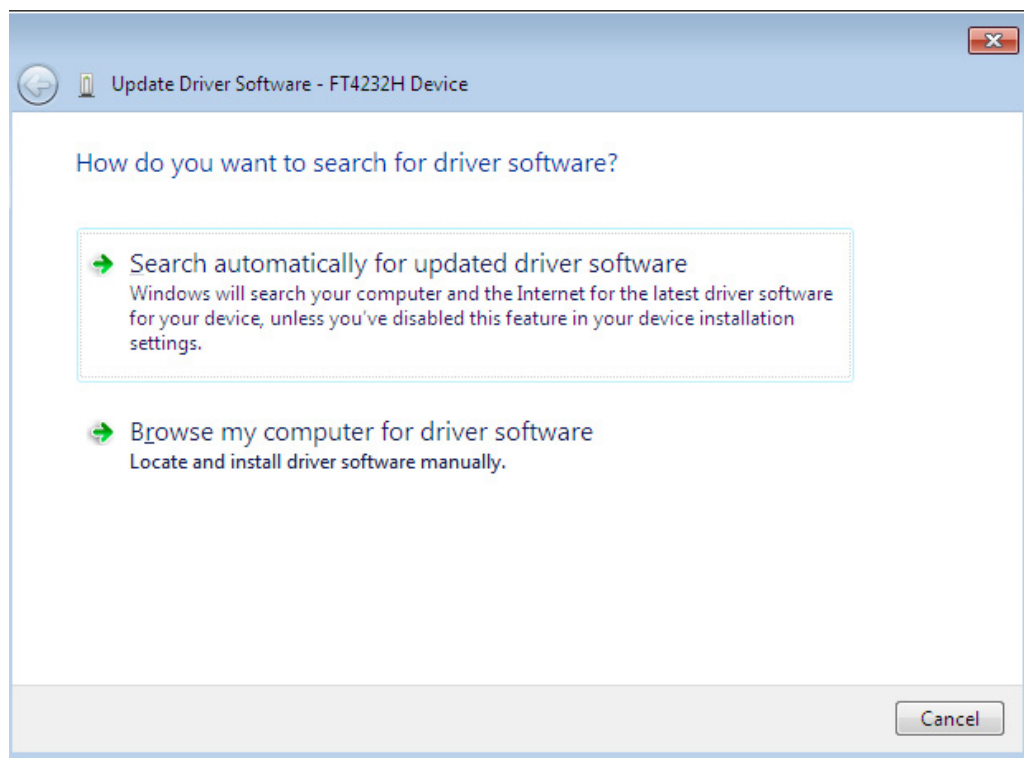 Update Driver Software - FT4232H Device
How do you want to search for driver software?
Search automatically for updated driver software
Windows will search your computer and the Internet for the latest driver software
for your device, unless you've disabled this feature in your device installation
settings.
Browse my computer for driver software
Locate and install driver software manually.
Cancel